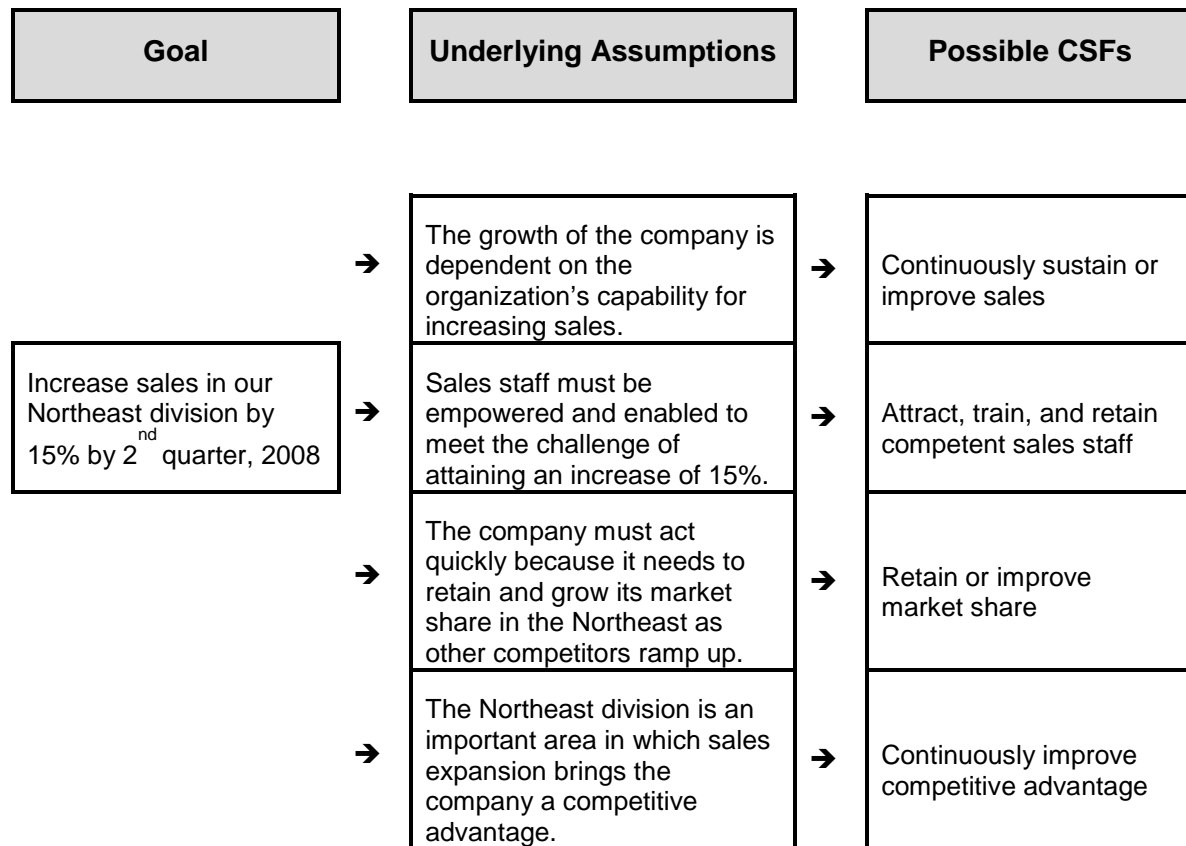 Goal
Underlying Assumptions
Possible CSFs
➔
The growth of the company is
dependent on the
organization’s capability for
increasing sales.
➔
Continuously sustain or
improve sales
Increase sales in our
Northeast division by
15% by 2nd quarter, 2008
➔
Sales staff must be
empowered and enabled to
meet the challenge of
attaining an increase of 15%.
➔
Attract, train, and retain
competent sales staff
➔
The company must act
quickly because it needs to
retain and grow its market
share in the Northeast as
other competitors ramp up.
➔
Retain or improve
market share
➔
The Northeast division is an
important area in which sales
expansion brings the
company a competitive
advantage.
➔
Continuously improve
competitive advantage